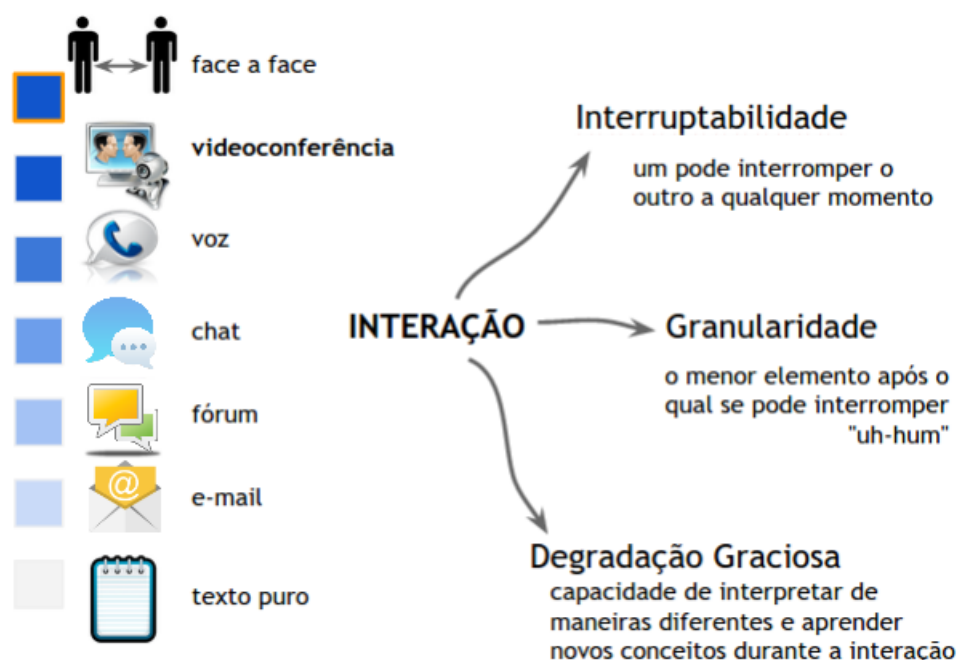 face a face
videoconferência
voz
chat
fórum
@
e-mail
texto puro
INTERAÇÃO
Interruptabilidade
um pode interromper o
outro a qualquer momento
Granularidade
o menor elemento após o
qual se pode interromper
"uh-hum"
Degradação Graciosa
capacidade de interpretar de
maneiras diferentes e aprender
novos conceitos durante a interação